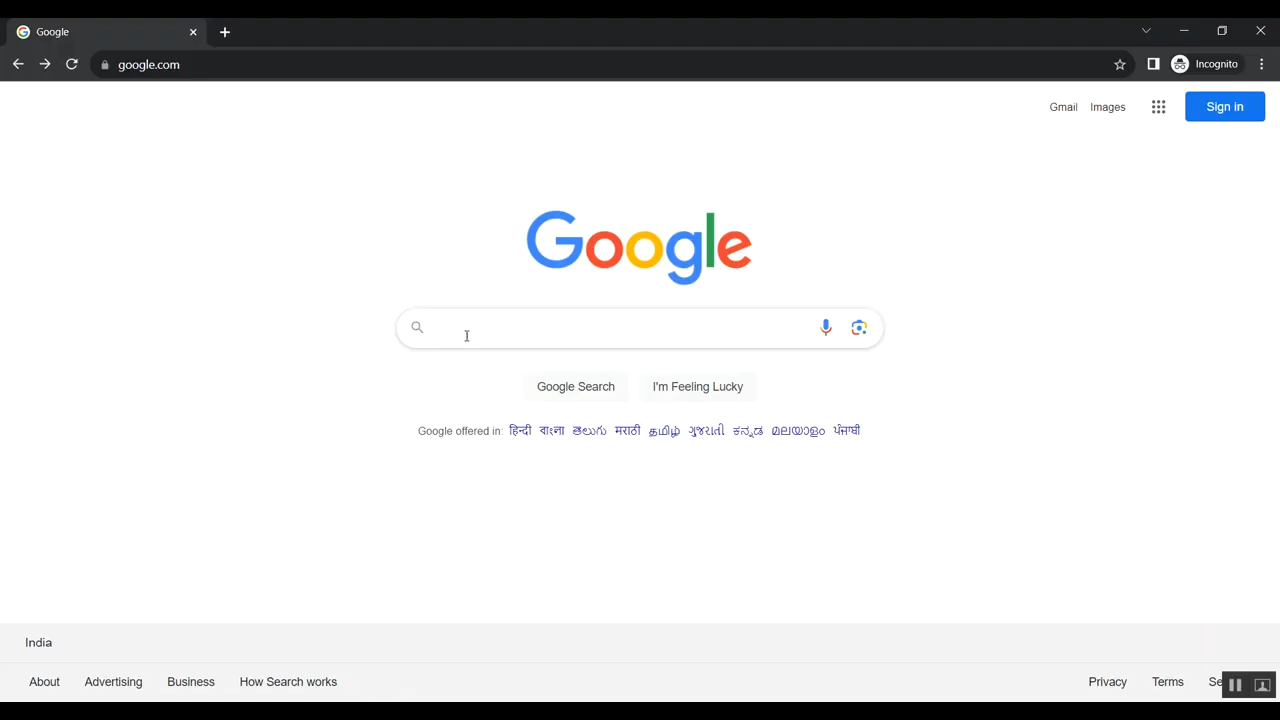 Google
google.com
Incognito
Gmail Images Sign in
Google
Google Search I'm Feeling Lucky
Google offered in: हिन्दी বাংলা తెలుగు मराठी தமிழ் ગુજરાતી ಕನ್ನಡ മലയാളം ਪੰਜਾਬੀ
India
About Advertising Business How Search works Privacy Terms Se